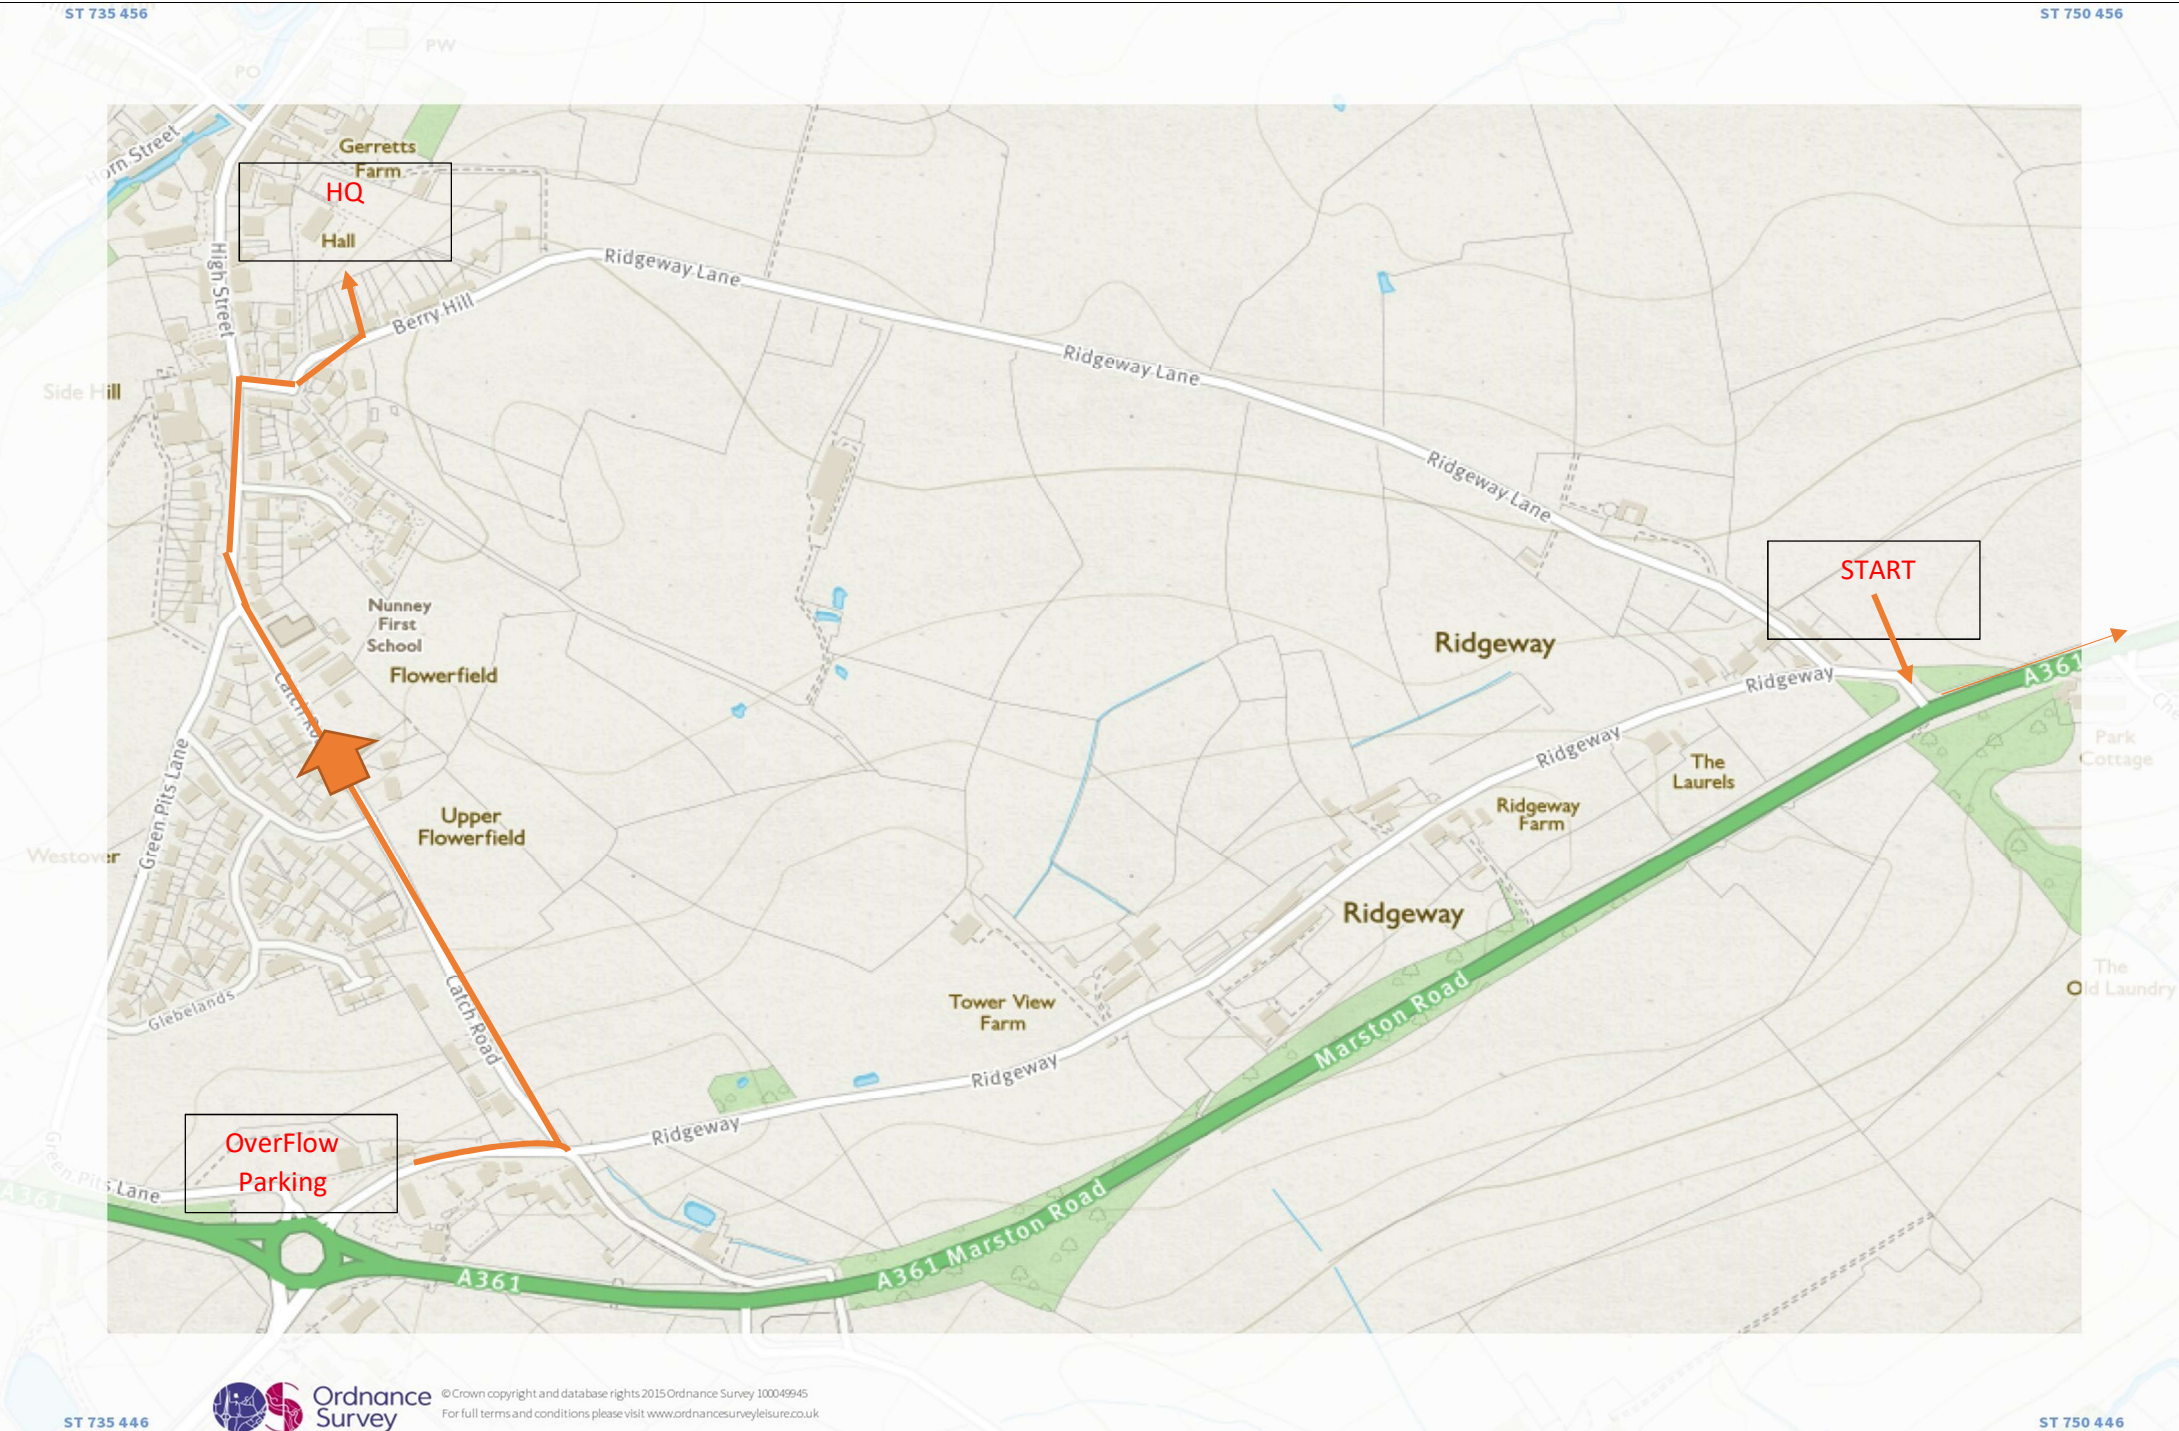 ST 735 456
ST 750 456
PW
PO
Horn Street
Gerretts
Farm
HQ
Hall
High Street
Ridgeway Lane
Berry Hill
Ridgeway Lane
Side Hill
Ridgeway Lane
START
Nunney
First
School
Ridgeway
Flowerfield
A361
Catch Road
Ridgeway
Park
Cottage
Ridgeway
The
Laurels
Green Pits Lane
Upper
Flowerfield
Ridgeway
Farm
Westover
Ridgeway
The
Old Laundry
Glebelands
Catch Road
Tower View
Farm
Marston Road
Ridgeway
Ridgeway
OverFlow
Parking
Green Pits Lane
A361
A361 Marston Road
A361
Ordnance
Survey
© Crown copyright and database rights 2015 Ordnance Survey 100049945
For full terms and conditions please visit www.ordnancesurveyleisure.co.uk
ST 735 446
ST 750 446